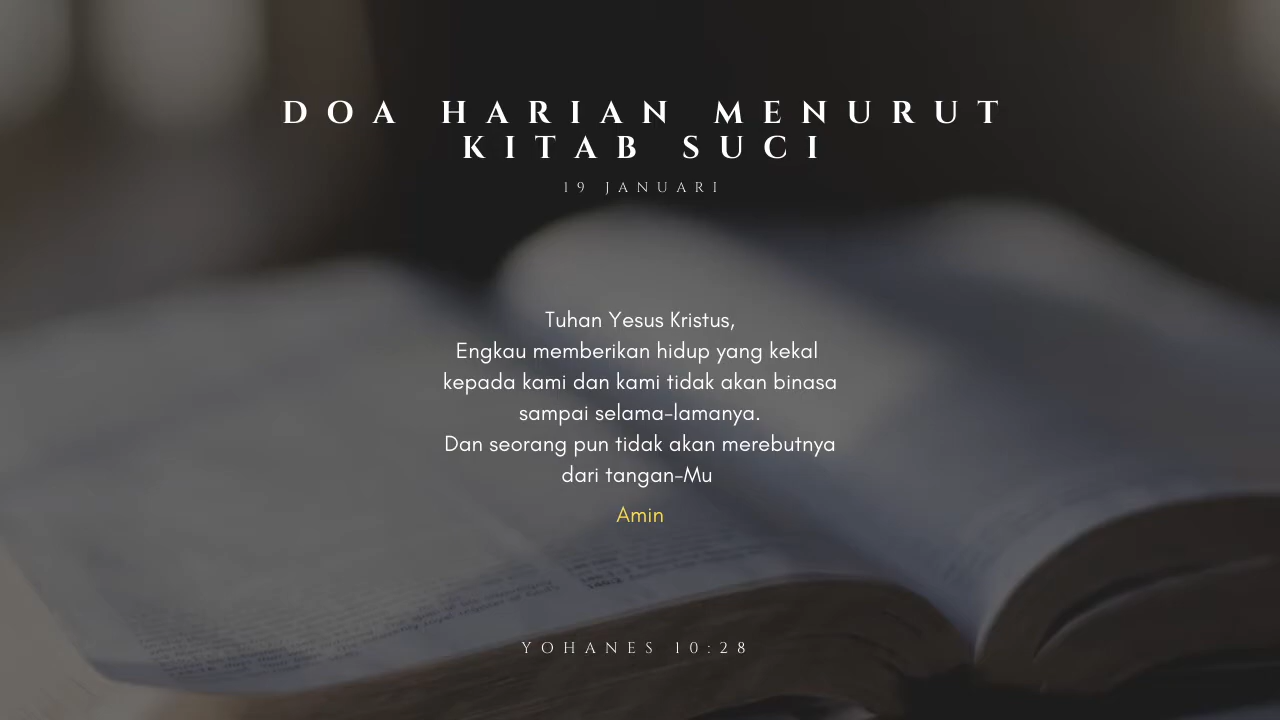 DOA HARIAN MENURUT
KITAB SUCI
19 JANUARI
Tuhan Yesus Kristus,
Engkau memberikan hidup yang kekal
kepada kami dan kami tidak akan binasa
sampai selama-lamanya.
Dan seorang pun tidak akan merebutnya
dari tangan-Mu
Amin
YOHANES 10:28